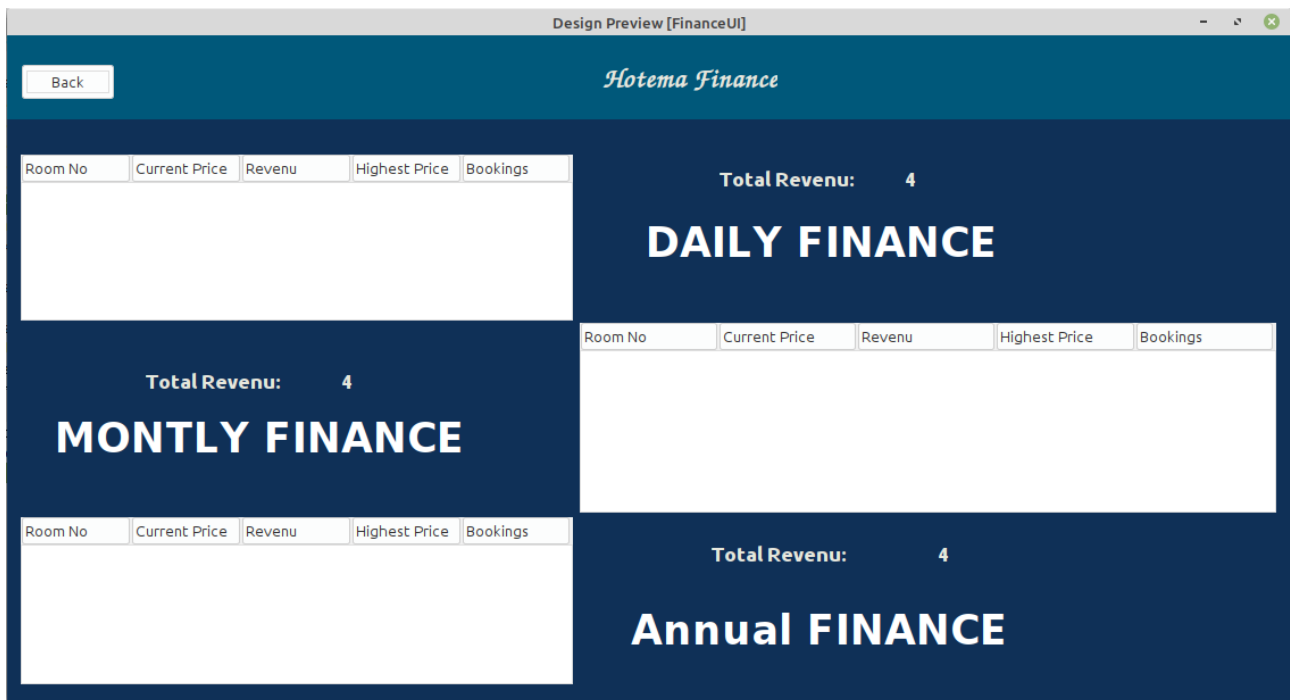 Design Preview [FinanceUI]
Back
Hotema Finance
Room No Current Price Revenu Highest Price Bookings
Total Revenu: 4
DAILY FINANCE
Room No Current Price Revenu Highest Price Bookings
Total Revenu: 4
MONTLY FINANCE
Room No Current Price Revenu Highest Price Bookings
Total Revenu: 4
Annual FINANCE